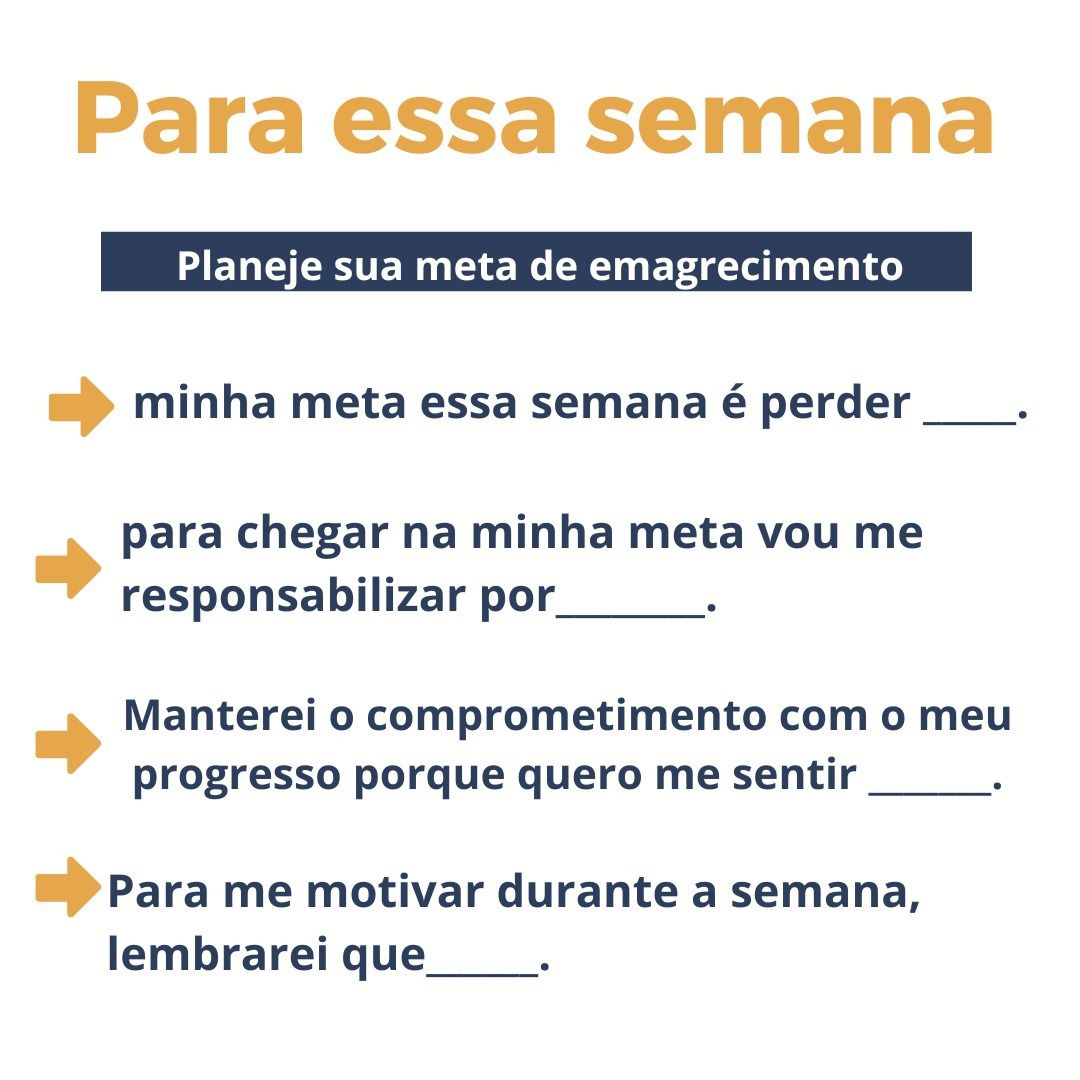 Para essa semana
Planeje sua meta de emagrecimento
minha meta essa semana é perder _____.
para chegar na minha meta vou me
responsabilizar por________.
Manterei o comprometimento com o meu
progresso porque quero me sentir _______.
Para me motivar durante a semana,
lembrarei que______.